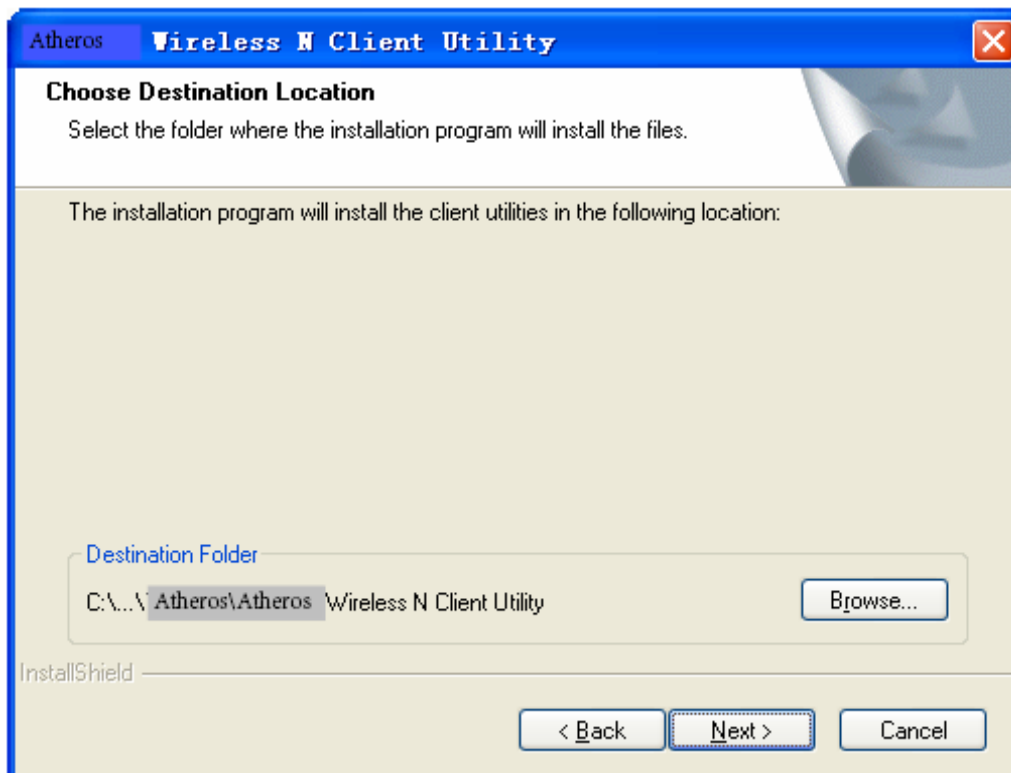 Atheros Wireless N Client Utility
Choose Destination Location
Select the folder where the installation program will install the files.
The installation program will install the client utilities in the following location:
Destination Folder
C:\...\ Atheros\Atheros Wireless N Client Utility
Browse...
InstallShield
< Back
Next >
Cancel